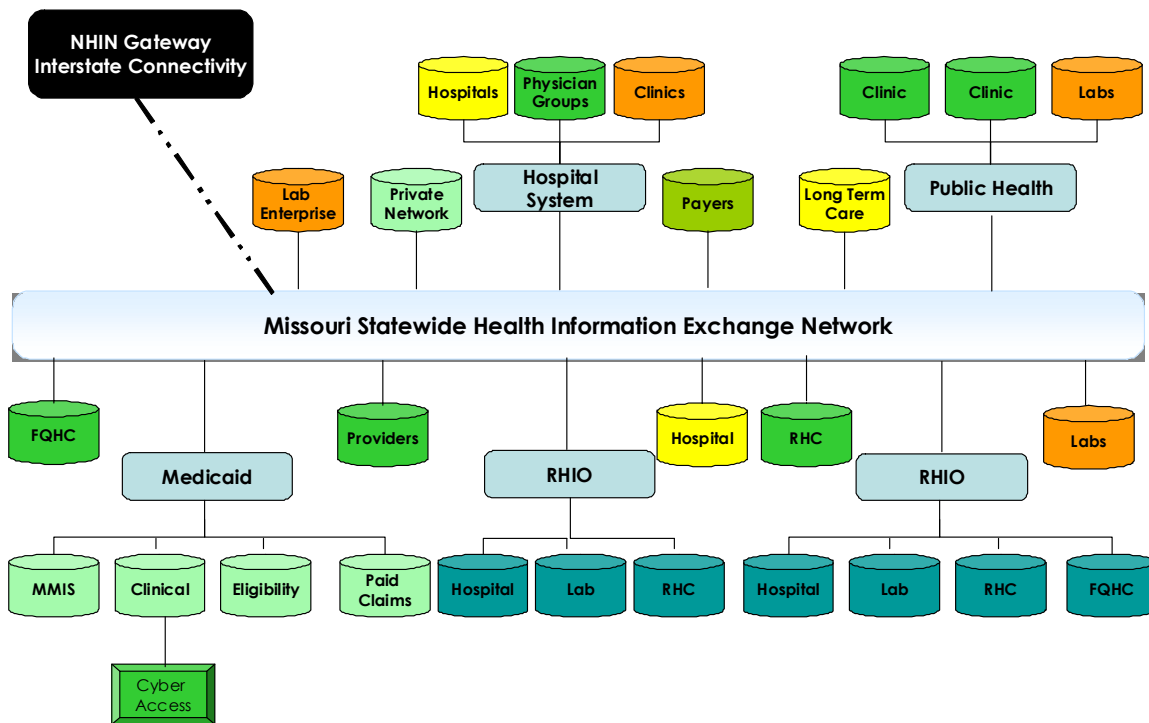 NHIN Gateway
Interstate Connectivity
Hospitals
Physician
Groups
Clinics
Clinic
Clinic
Labs
Lab
Enterprise
Private
Network
Hospital
System
Payers
Long Term
Care
Public Health
Missouri Statewide Health Information Exchange Network
FQHC
Providers
Hospital
RHC
Labs
Medicaid
RHIO
RHIO
MMIS
Clinical
Eligibility
Paid
Claims
Hospital
Lab
RHC
Hospital
Lab
RHC
FQHC
Cyber
Access